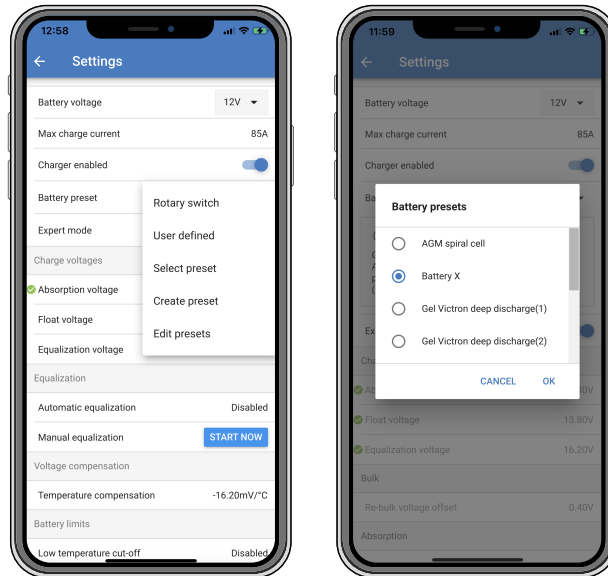 12:58
Settings
Battery voltage 12V
Max charge current 85A
Charger enabled
Battery preset
Rotary switch
Expert mode
User defined
Charge voltages
Select preset
Absorption voltage
Create preset
Float voltage
Edit presets
Equalization voltage
Equalization
Automatic equalization Disabled
Manual equalization START NOW
Voltage compensation
Temperature compensation -16.20mV/°C
Battery limits
Low temperature cut-off Disabled
11:59
Settings
Battery voltage 12V
Max charge current 85A
Charger enabled
Ba
Battery presets
AGM spiral cell
Battery X
Gel Victron deep discharge(1)
Gel Victron deep discharge(2)
Ex
CANCEL OK
Float voltage 13.80V
Equalization voltage 16.20V
Bulk
Re-bulk voltage offset 0.40V
Absorption